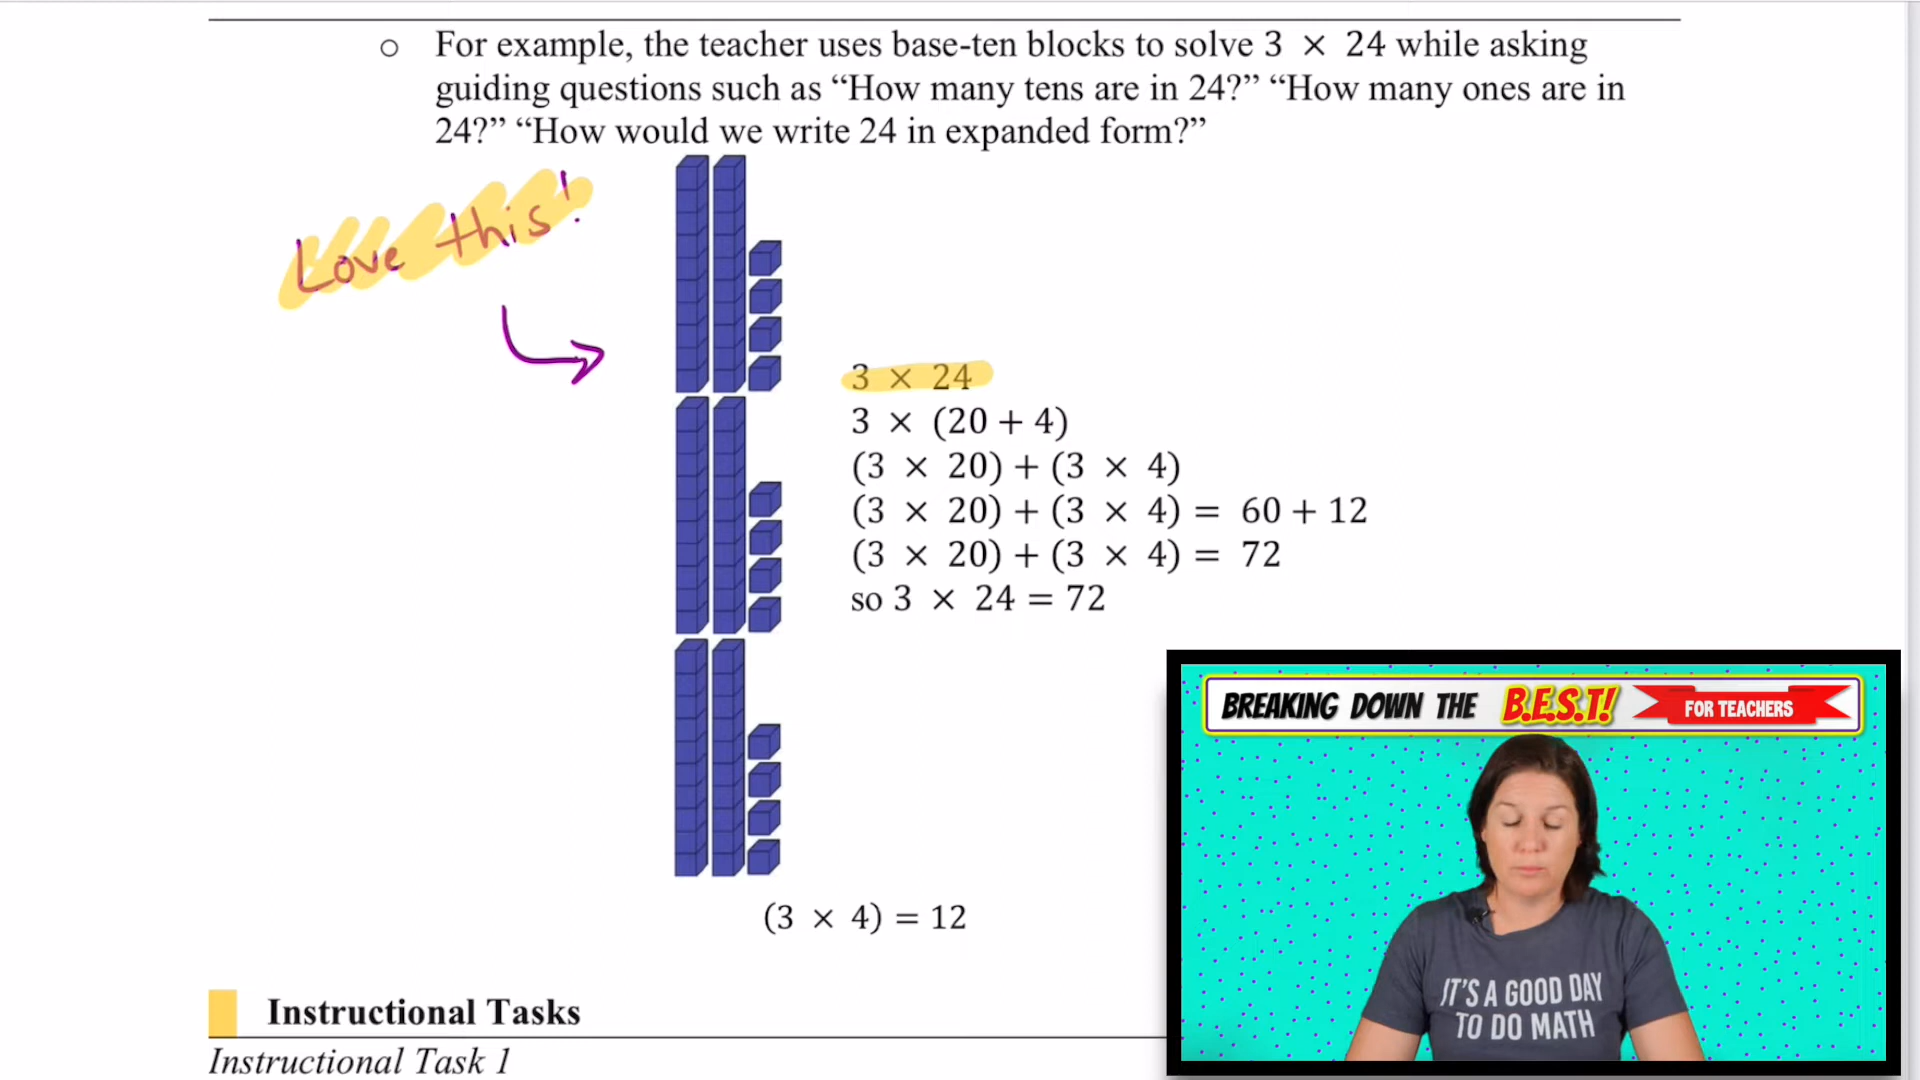 o For example, the teacher uses base-ten blocks to solve 3 × 24 while asking
guiding questions such as “How many tens are in 24?” “How many ones are in
24?” “How would we write 24 in expanded form?”
Love this!
3 × 24
3 × (20 + 4)
(3 × 20) + (3 × 4)
(3 × 20) + (3 × 4) = 60 + 12
(3 × 20) + (3 × 4) = 72
so 3 × 24 = 72
(3 × 4) = 12
Instructional Tasks
Instructional Task 1
BREAKING DOWN THE B.E.S.T! FOR TEACHERS
IT'S A GOOD DAY
TO DO MATH